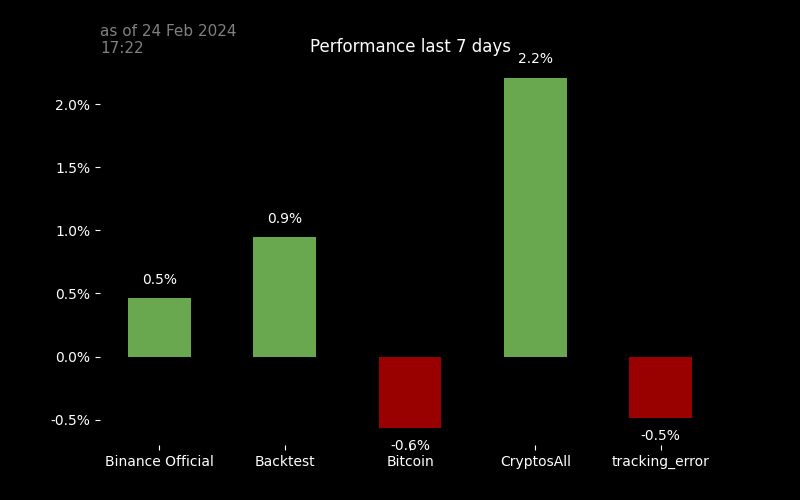 as of 24 Feb 2024
17:22
Performance last 7 days
2.2%
2.0%
1.5%
1.0%
0.9%
0.5%
0.5%
0.0%
-0.5%
-0.6%
-0.5%
Binance Official
Backtest
Bitcoin
CryptosAll
tracking_error